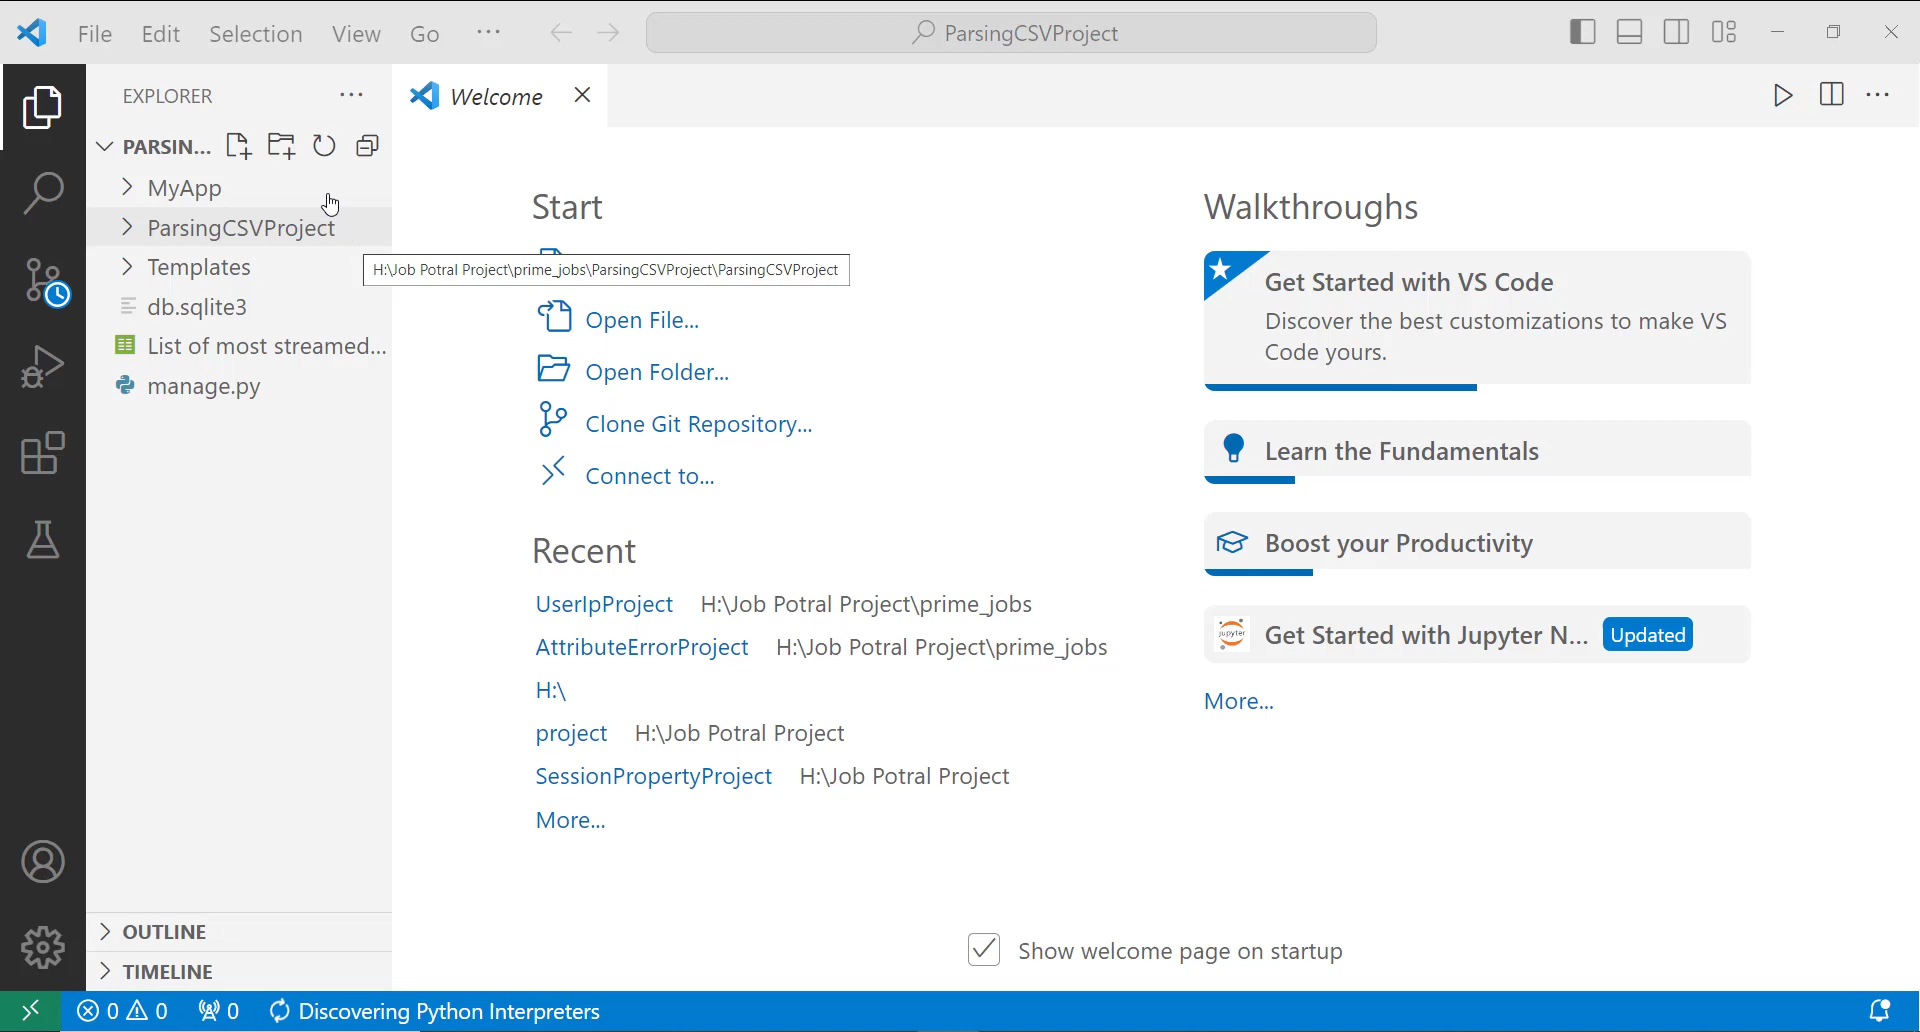 File Edit Selection View Go ···
ParsingCSVProject
EXPLORER ···
Welcome
PARSIN...
MyApp
ParsingCSVProject
Templates
db.sqlite3
List of most streamed...
manage.py
OUTLINE
TIMELINE
H:\Job Potral Project\prime_jobs\ParsingCSVProject\ParsingCSVProject
Start
Open File...
Open Folder...
Clone Git Repository...
Connect to...
Recent
UserIpProject H:\Job Potral Project\prime_jobs
AttributeErrorProject H:\Job Potral Project\prime_jobs
H:\
project H:\Job Potral Project
SessionPropertyProject H:\Job Potral Project
More...
Walkthroughs
Get Started with VS Code
Discover the best customizations to make VS
Code yours.
Learn the Fundamentals
Boost your Productivity
jupyter
Get Started with Jupyter N... Updated
More...
Show welcome page on startup
0 0 0 Discovering Python Interpreters